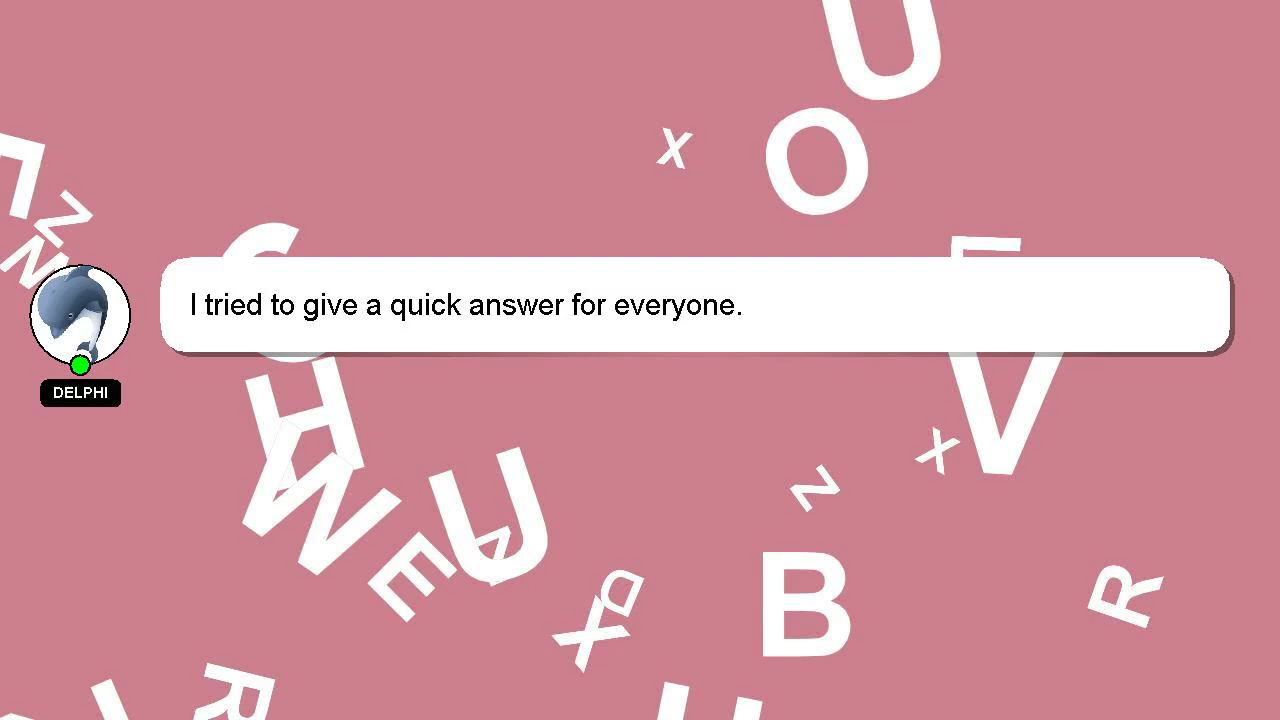 U
O
X
Z
N
I tried to give a quick answer for everyone.
DELPHI
H
V
W
U
X
N
E
Z
D
X
B
R
R